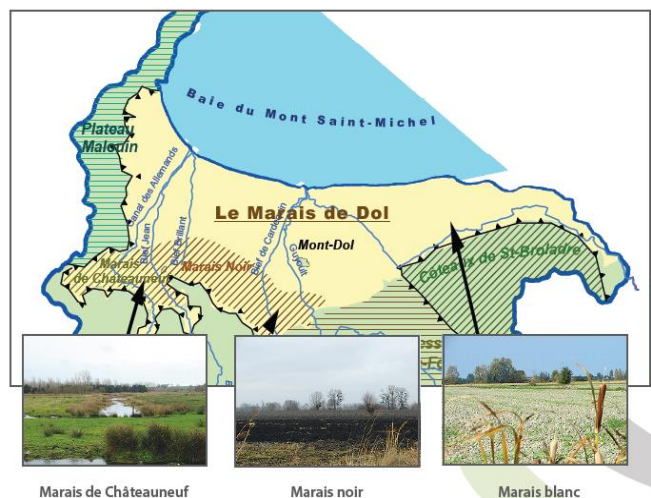 Baie du Mont Saint-Michel
Plateau
Malouin
Canal des Allemands
Bief Jean
Bief Brillant
Le Marais de Dol
Bief de Cardequin
Guyoult
Mont-Dol
Marais
de Châteauneuf
Marais Noir
Côteaux de St-Broladre
Marais de Châteauneuf
Marais noir
Marais blanc